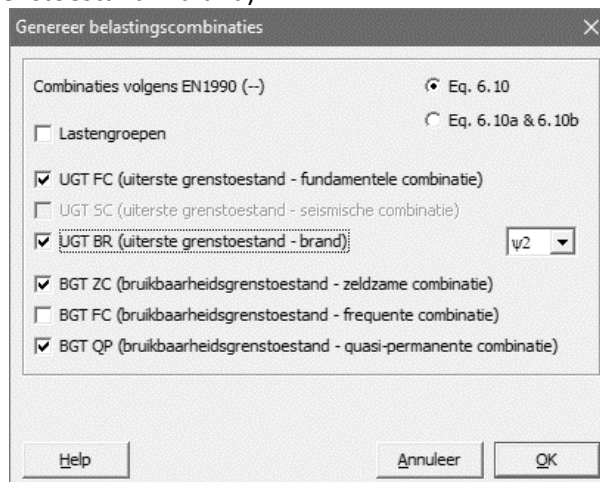 Genereer belastingscombinaties
Combinaties volgens EN1990 (--)
Eq. 6.10
Eq. 6.10a & 6.10b
Lastengroepen
UGT FC (uiterste grenstoestand - fundamentele combinatie)
UGT SC (uiterste grenstoestand - seismische combinatie)
UGT BR (uiterste grenstoestand - brand)
ψ2
BGT ZC (bruikbaarheidsgrenstoestand - zeldzame combinatie)
BGT FC (bruikbaarheidsgrenstoestand - frequente combinatie)
BGT QP (bruikbaarheidsgrenstoestand - quasi-permanente combinatie)
Help
Annuleer
OK